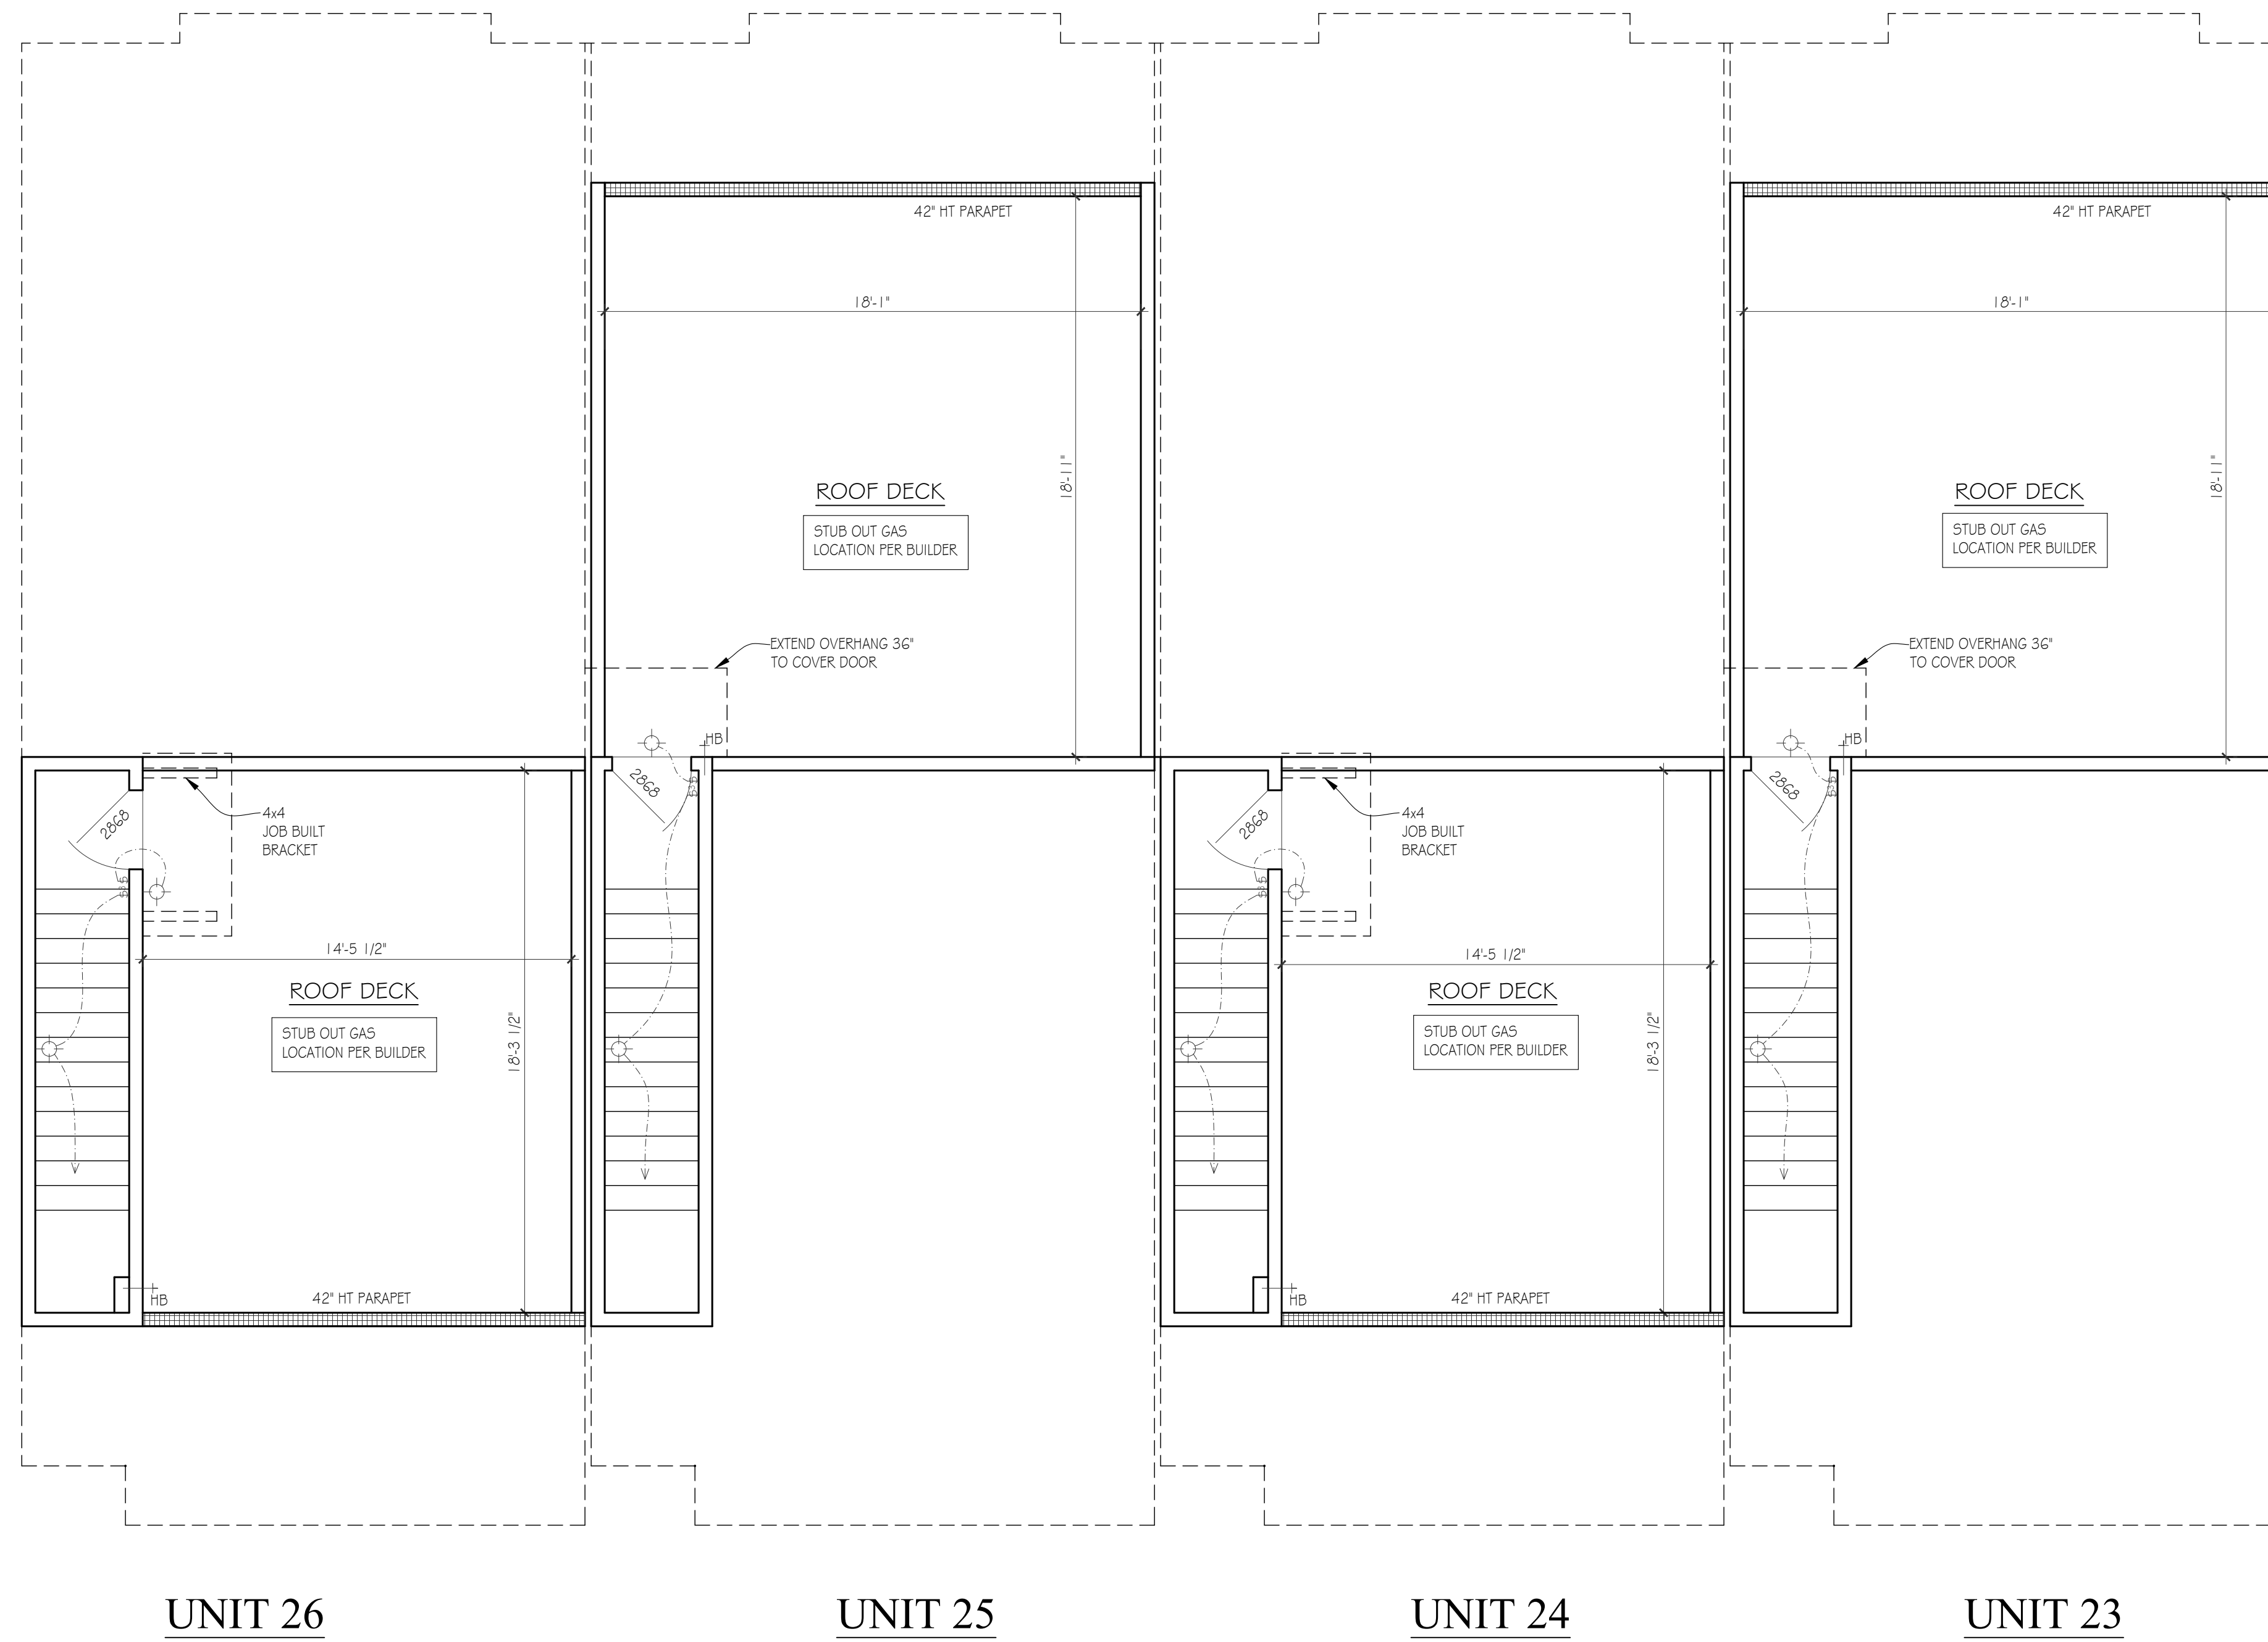 42" HT PARAPET
42" HT PARAPET
18'-1"
18'-1"
18'-11"
18'-11"
ROOF DECK
STUB OUT GAS
LOCATION PER BUILDER
ROOF DECK
STUB OUT GAS
LOCATION PER BUILDER
EXTEND OVERHANG 36"
TO COVER DOOR
EXTEND OVERHANG 36"
TO COVER DOOR
HB
HB
2868
2868
2868
2868
4x4
JOB BUILT
BRACKET
4x4
JOB BUILT
BRACKET
14'-5 1/2"
14'-5 1/2"
ROOF DECK
STUB OUT GAS
LOCATION PER BUILDER
ROOF DECK
STUB OUT GAS
LOCATION PER BUILDER
18'-3 1/2"
18'-3 1/2"
HB
42" HT PARAPET
HB
42" HT PARAPET
UNIT 26
UNIT 25
UNIT 24
UNIT 23